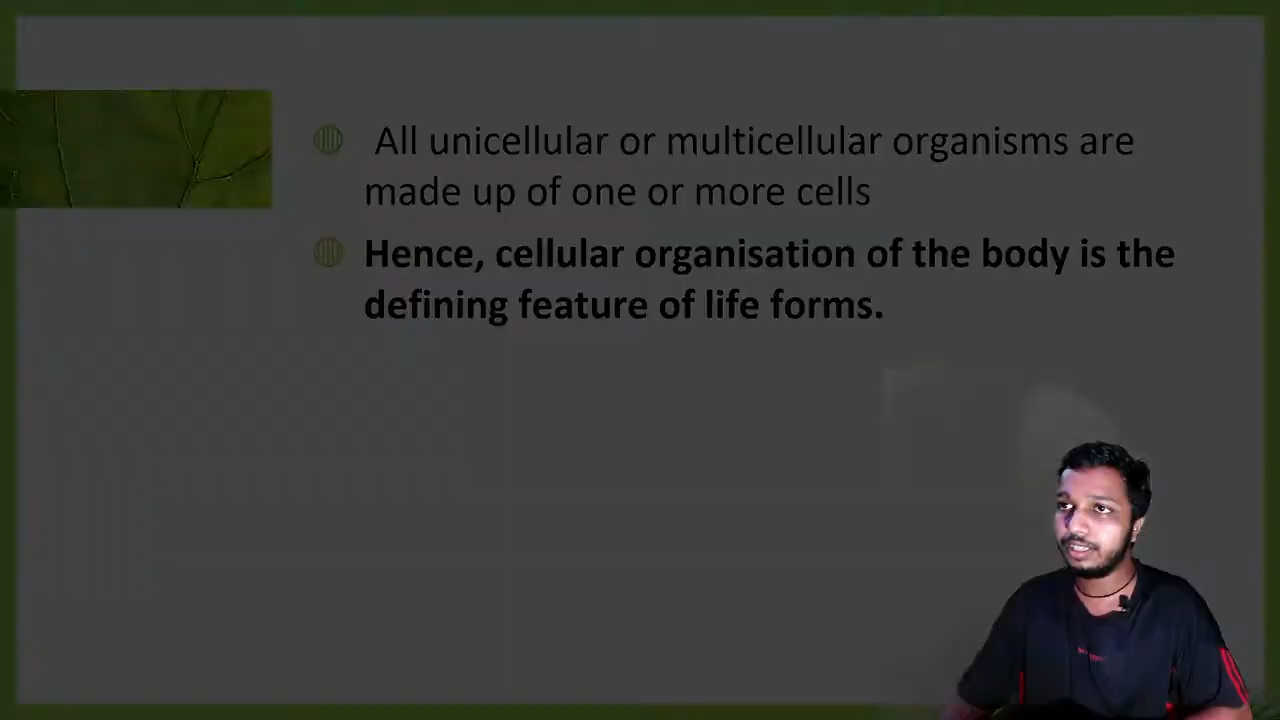 All unicellular or multicellular organisms are
made up of one or more cells
Hence, cellular organisation of the body is the
defining feature of life forms.